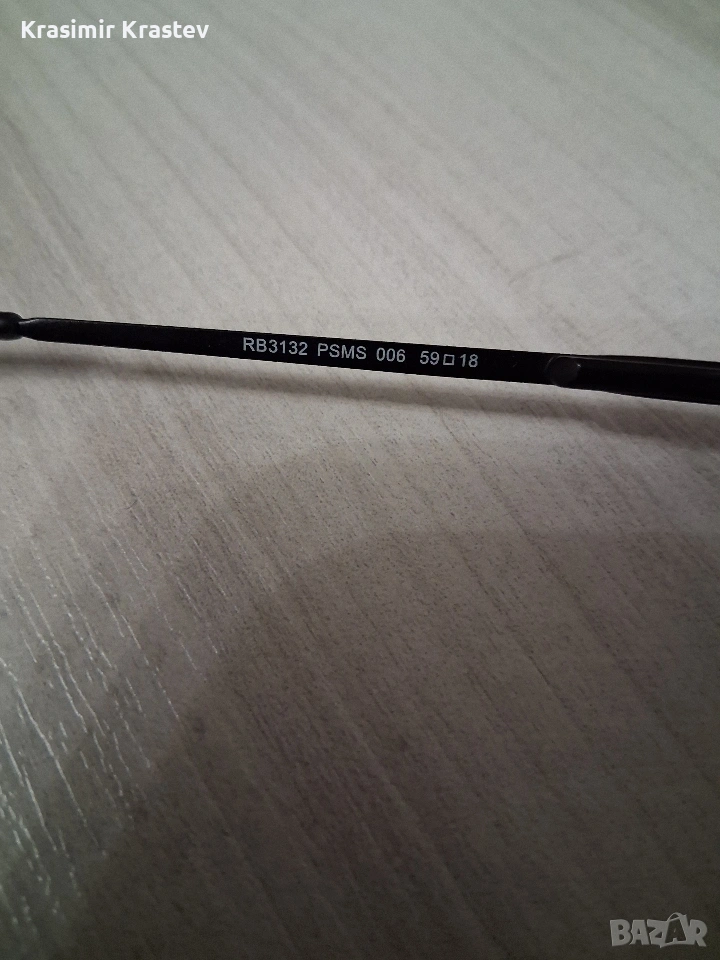 Krasimir Krastev
RB3132 PSMS 006 59□18
BAZAR